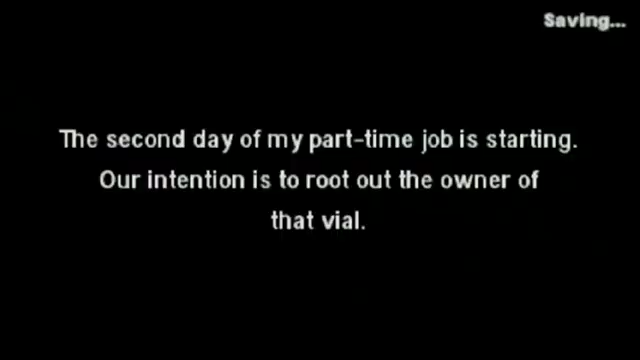 Saving...
The second day of my part-time job is starting.
Our intention is to root out the owner of
that vial.